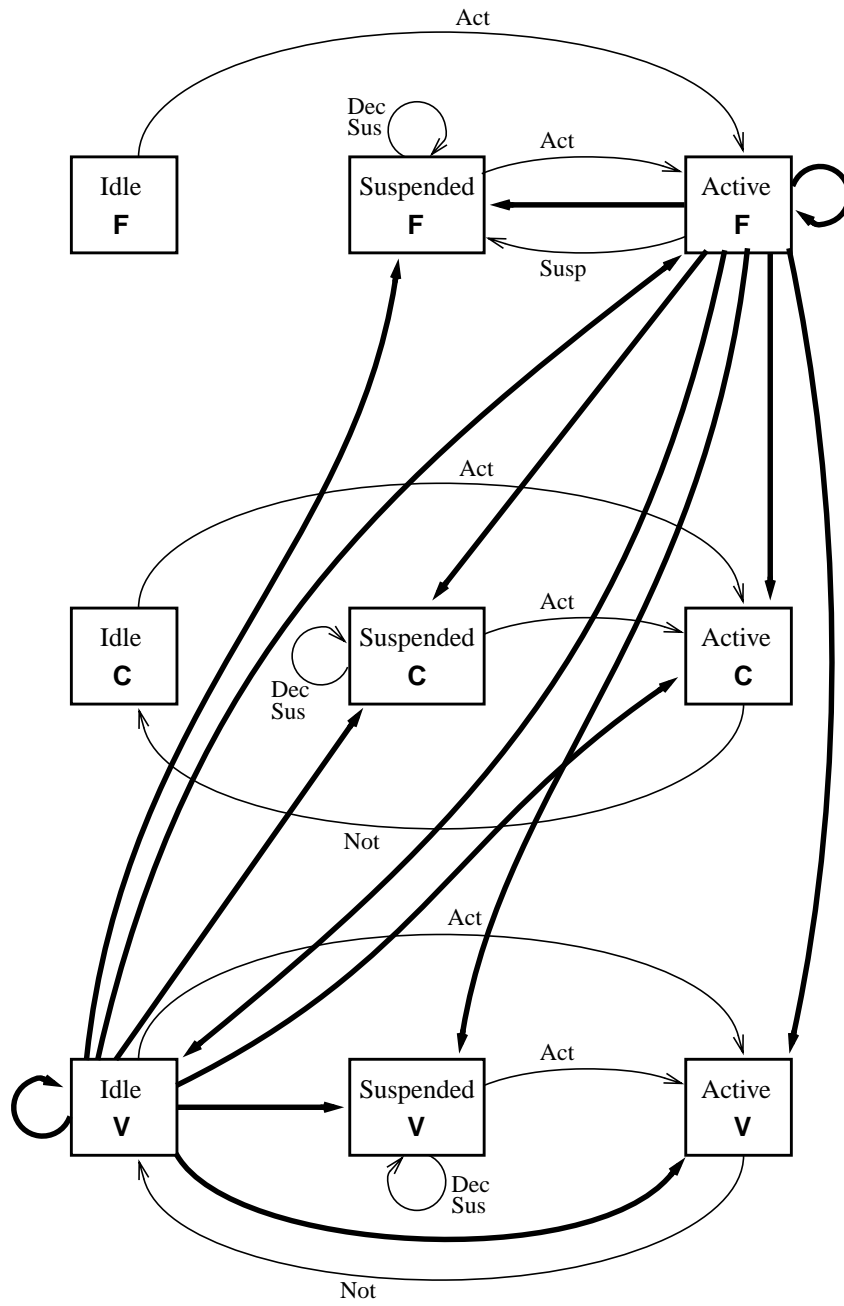 Act
Dec
Sus
Act
Idle
F
Suspended
F
Active
F
Susp
Act
Act
Idle
C
Suspended
C
Active
C
Dec
Sus
Not
Act
Act
Idle
V
Suspended
V
Active
V
Dec
Sus
Not